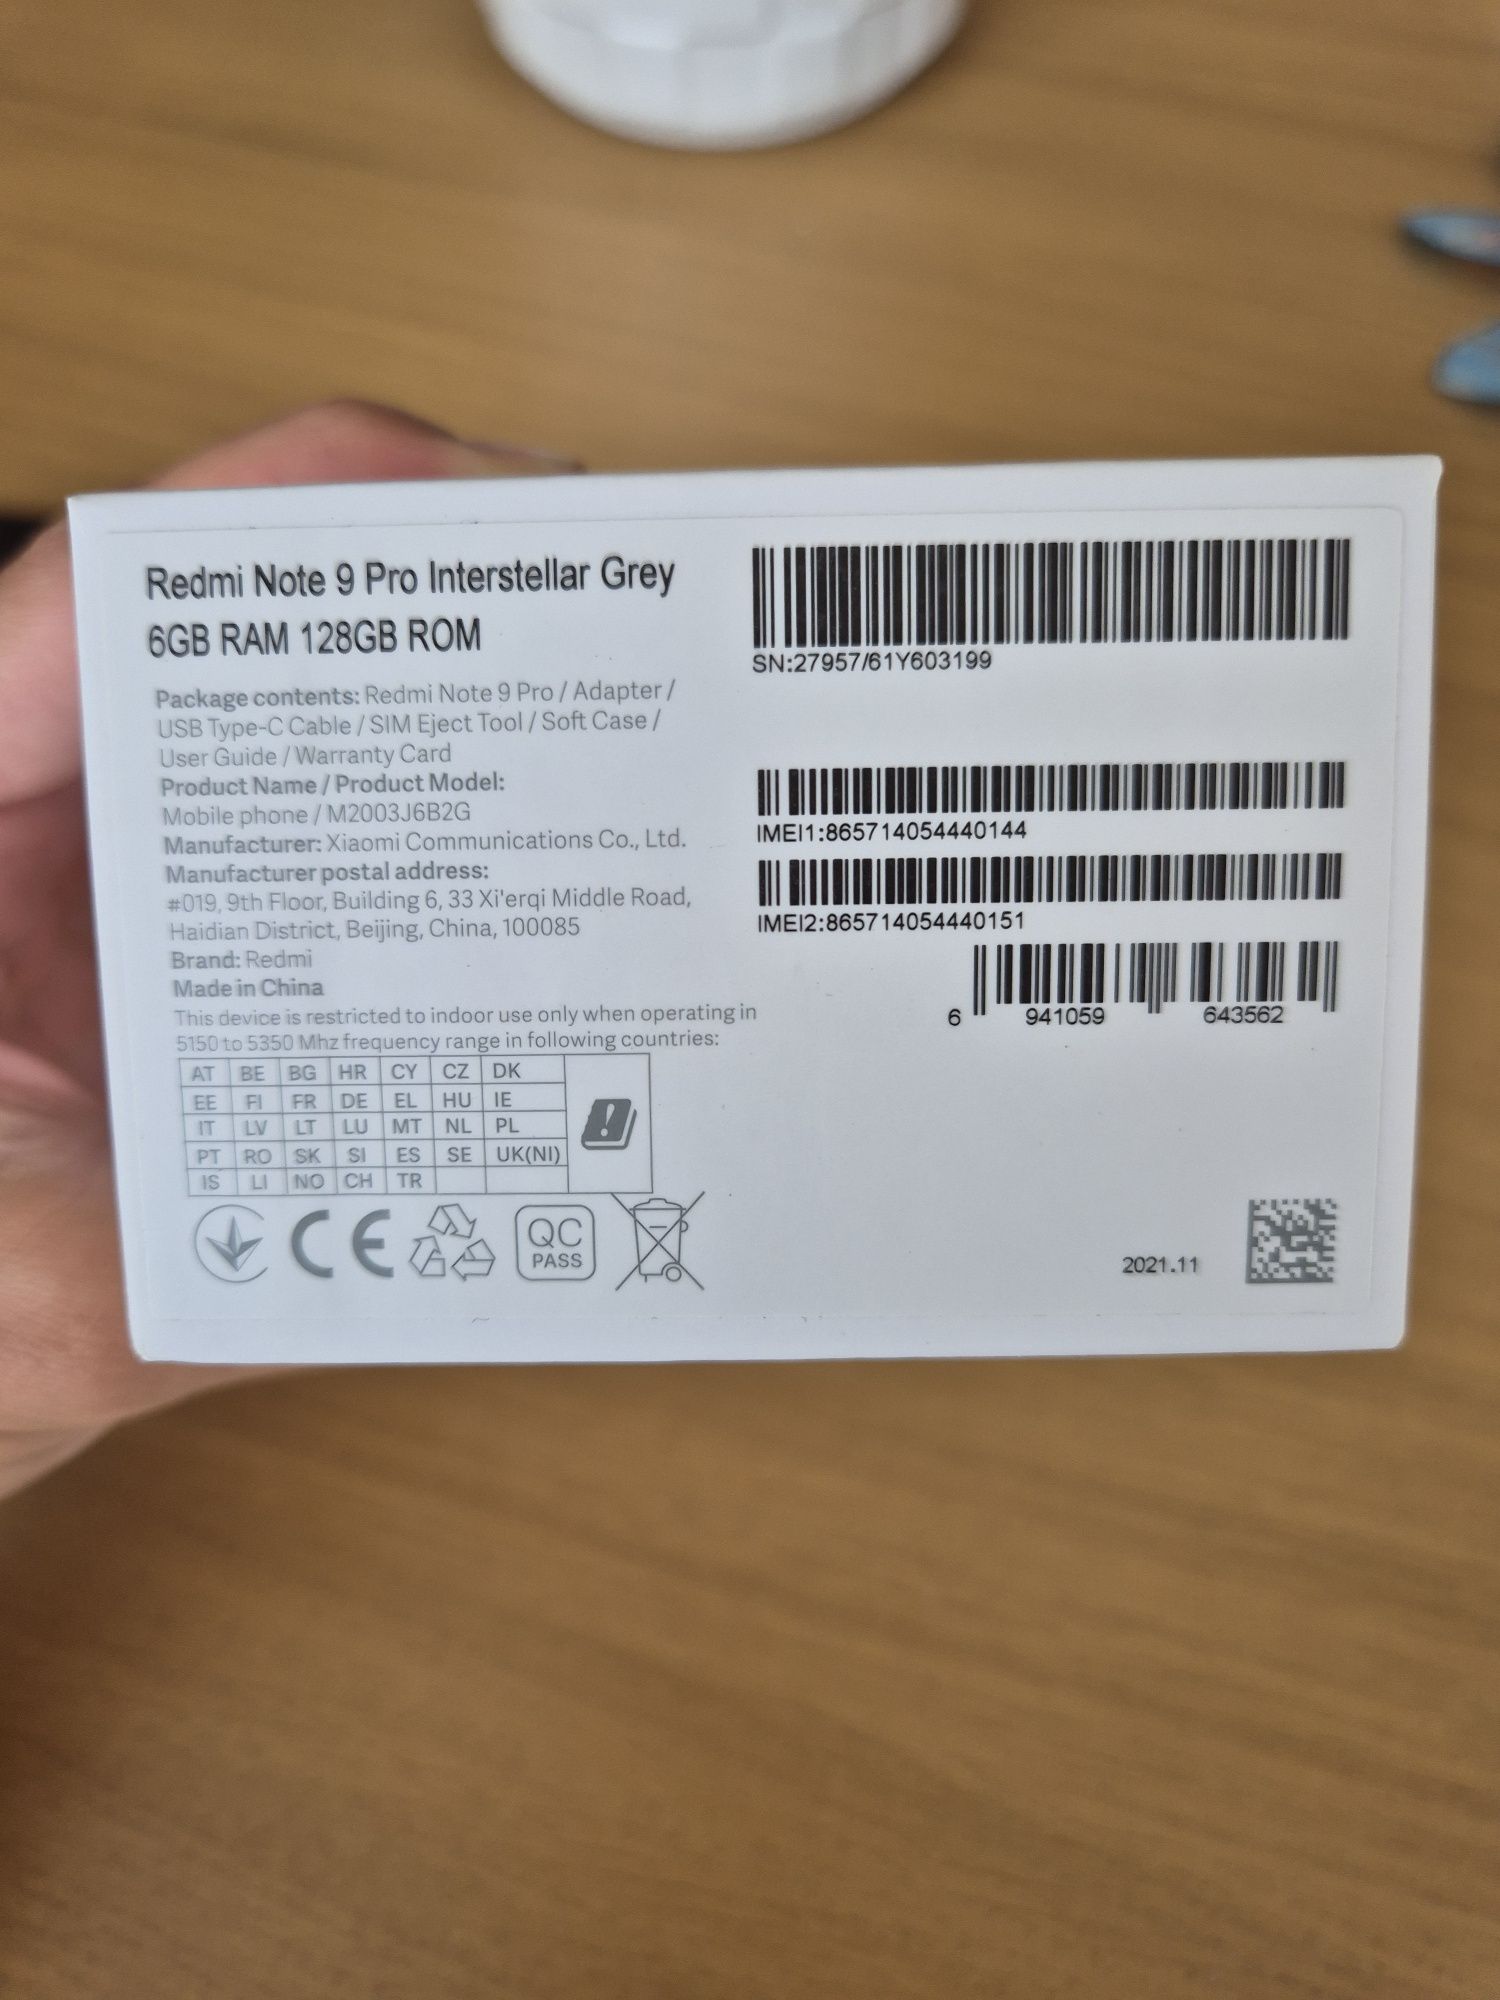 Redmi Note 9 Pro Interstellar Grey
6GB RAM 128GB ROM
Package contents: Redmi Note 9 Pro / Adapter /
USB Type-C Cable / SIM Eject Tool / Soft Case /
User Guide / Warranty Card
Product Name / Product Model:
Mobile phone / M2003J6B2G
Manufacturer: Xiaomi Communications Co., Ltd.
Manufacturer postal address:
#019, 9th Floor, Building 6, 33 Xi'erqi Middle Road,
Haidian District, Beijing, China, 100085
Brand: Redmi
Made in China
This device is restricted to indoor use only when operating in
5150 to 5350 Mhz frequency range in following countries:
AT BE BG HR CY CZ DK
EE FI FR DE EL HU IE
IT LV LT LU MT NL PL
PT RO SK SI ES SE UK(NI)
IS LI NO CH TR
CE
QC
PASS
SN:27957/61Y603199
IMEI1:865714054440144
IMEI2:865714054440151
6 941059 643562
2021.11